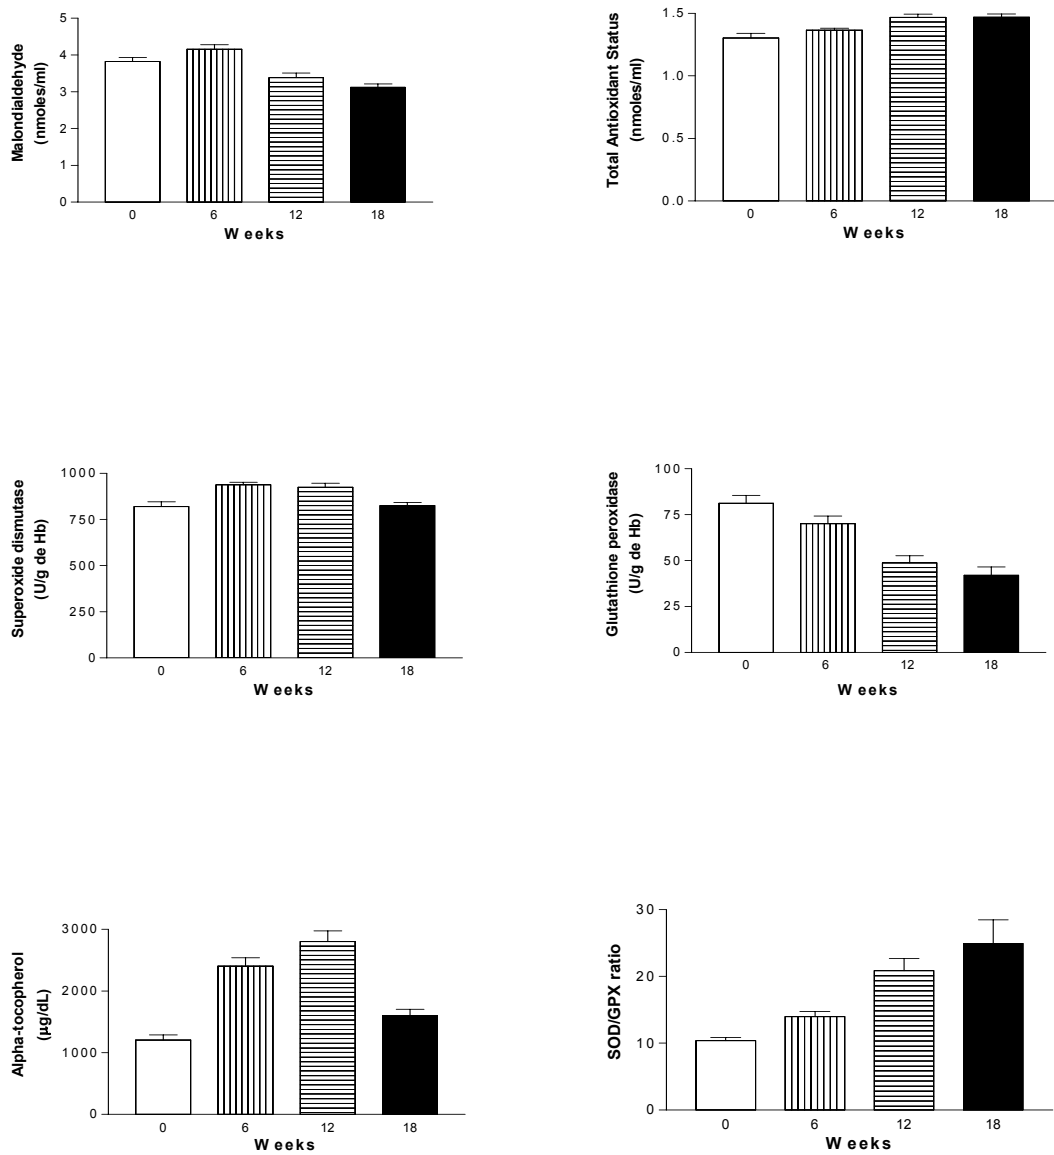 Malondialdehyde
(nmoles/ml)
5
4
3
2
1
0
0 6 12 18
W eeks
Total Antioxidant Status
(nmoles/ml)
1.5
1.0
0.5
0.0
0 6 12 18
W eeks
Superoxide dismutase
(U/g de Hb)
1000
750
500
250
0
0 6 12 18
W eeks
Glutathione peroxidase
(U/g de Hb)
100
75
50
25
0
0 6 12 18
W eeks
Alpha-tocopherol
(µg/dL)
3000
2000
1000
0
0 6 12 18
W eeks
SOD/GPX ratio
30
20
10
0
0 6 12 18
W eeks